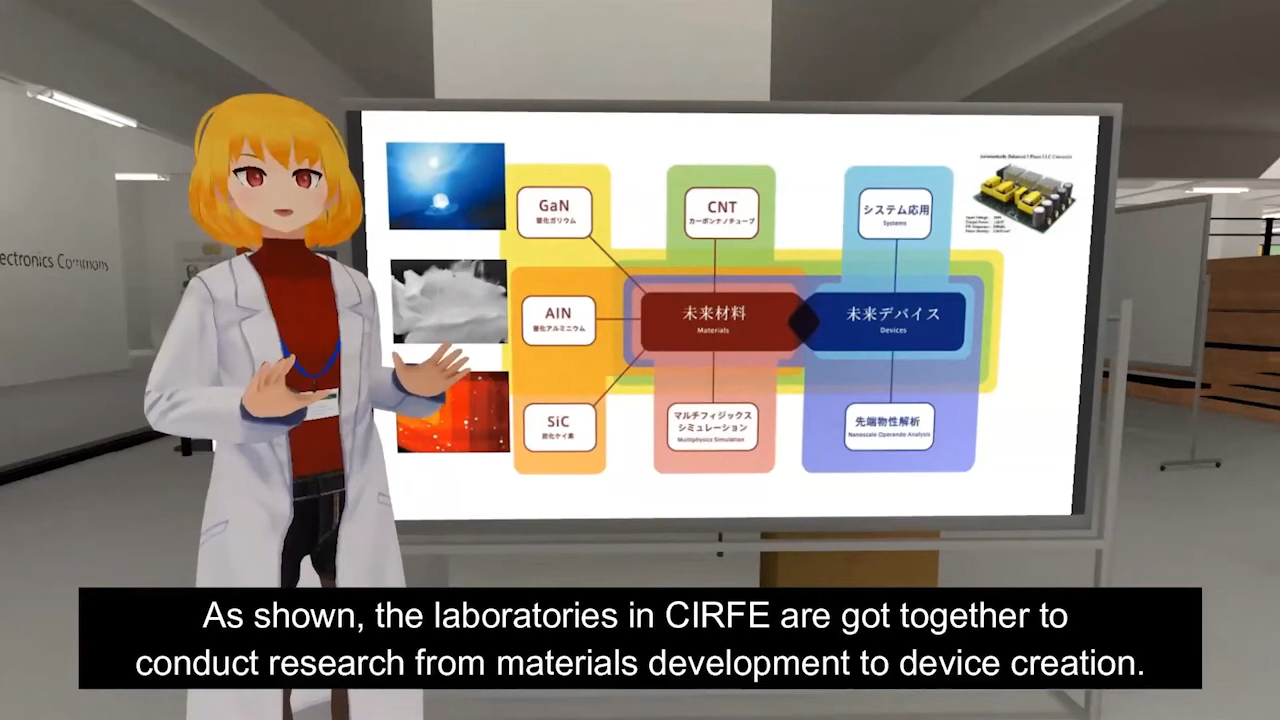 ectronics Commons
GaN
窒化ガリウム
CNT
カーボンナノチューブ
システム応用
Systems
AlN
窒化アルミニウム
未来材料
Materials
未来デバイス
Devices
SiC
炭化ケイ素
マルチフィジックス
シミュレーション
Multiphysics Simulation
先端物性解析
Nanoscale Operando Analysis
As shown, the laboratories in CIRFE are got together to
conduct research from materials development to device creation.